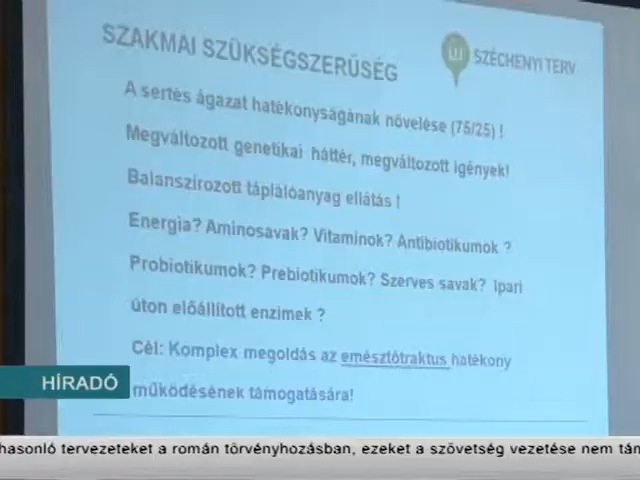 SZAKMAI SZÜKSÉGSZERŰSÉG
ÚJ SZÉCHENYI TERV
A sertés ágazat hatékonyságának növelése (75/25) !
Megváltozott genetikai háttér, megváltozott igények!
Balanszírozott táplálóanyag ellátás !
Energia? Aminosavak? Vitaminok? Antibiotikumok ?
Probiotikumok? Prebiotikumok? Szerves savak? Ipari
úton előállított enzimek ?
Cél: Komplex megoldás az emésztőtraktus hatékony
működésének támogatására!
HÍRADÓ
hasonló tervezeteket a román törvényhozásban, ezeket a szövetség vezetése nem tám